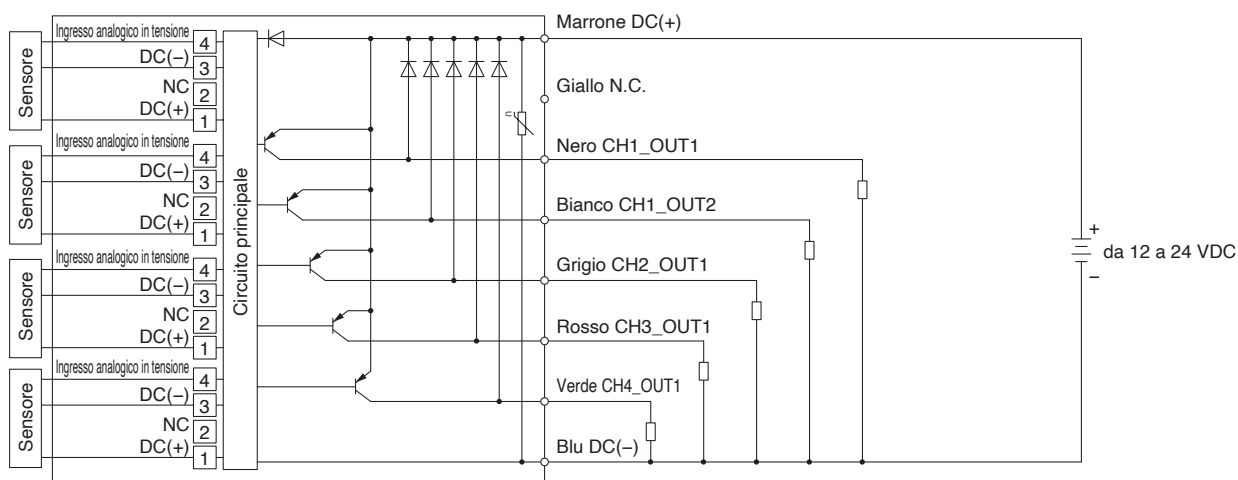 Sensore
Ingresso analogico in tensione
4
DC(−)
3
NC
2
DC(+)
1
Sensore
Ingresso analogico in tensione
4
DC(−)
3
NC
2
DC(+)
1
Sensore
Ingresso analogico in tensione
4
DC(−)
3
NC
2
DC(+)
1
Sensore
Ingresso analogico in tensione
4
DC(−)
3
NC
2
DC(+)
1
Circuito principale
U
Marrone DC(+)
Giallo N.C.
Nero CH1_OUT1
Bianco CH1_OUT2
Grigio CH2_OUT1
Rosso CH3_OUT1
Verde CH4_OUT1
Blu DC(−)
+
da 12 a 24 VDC
−